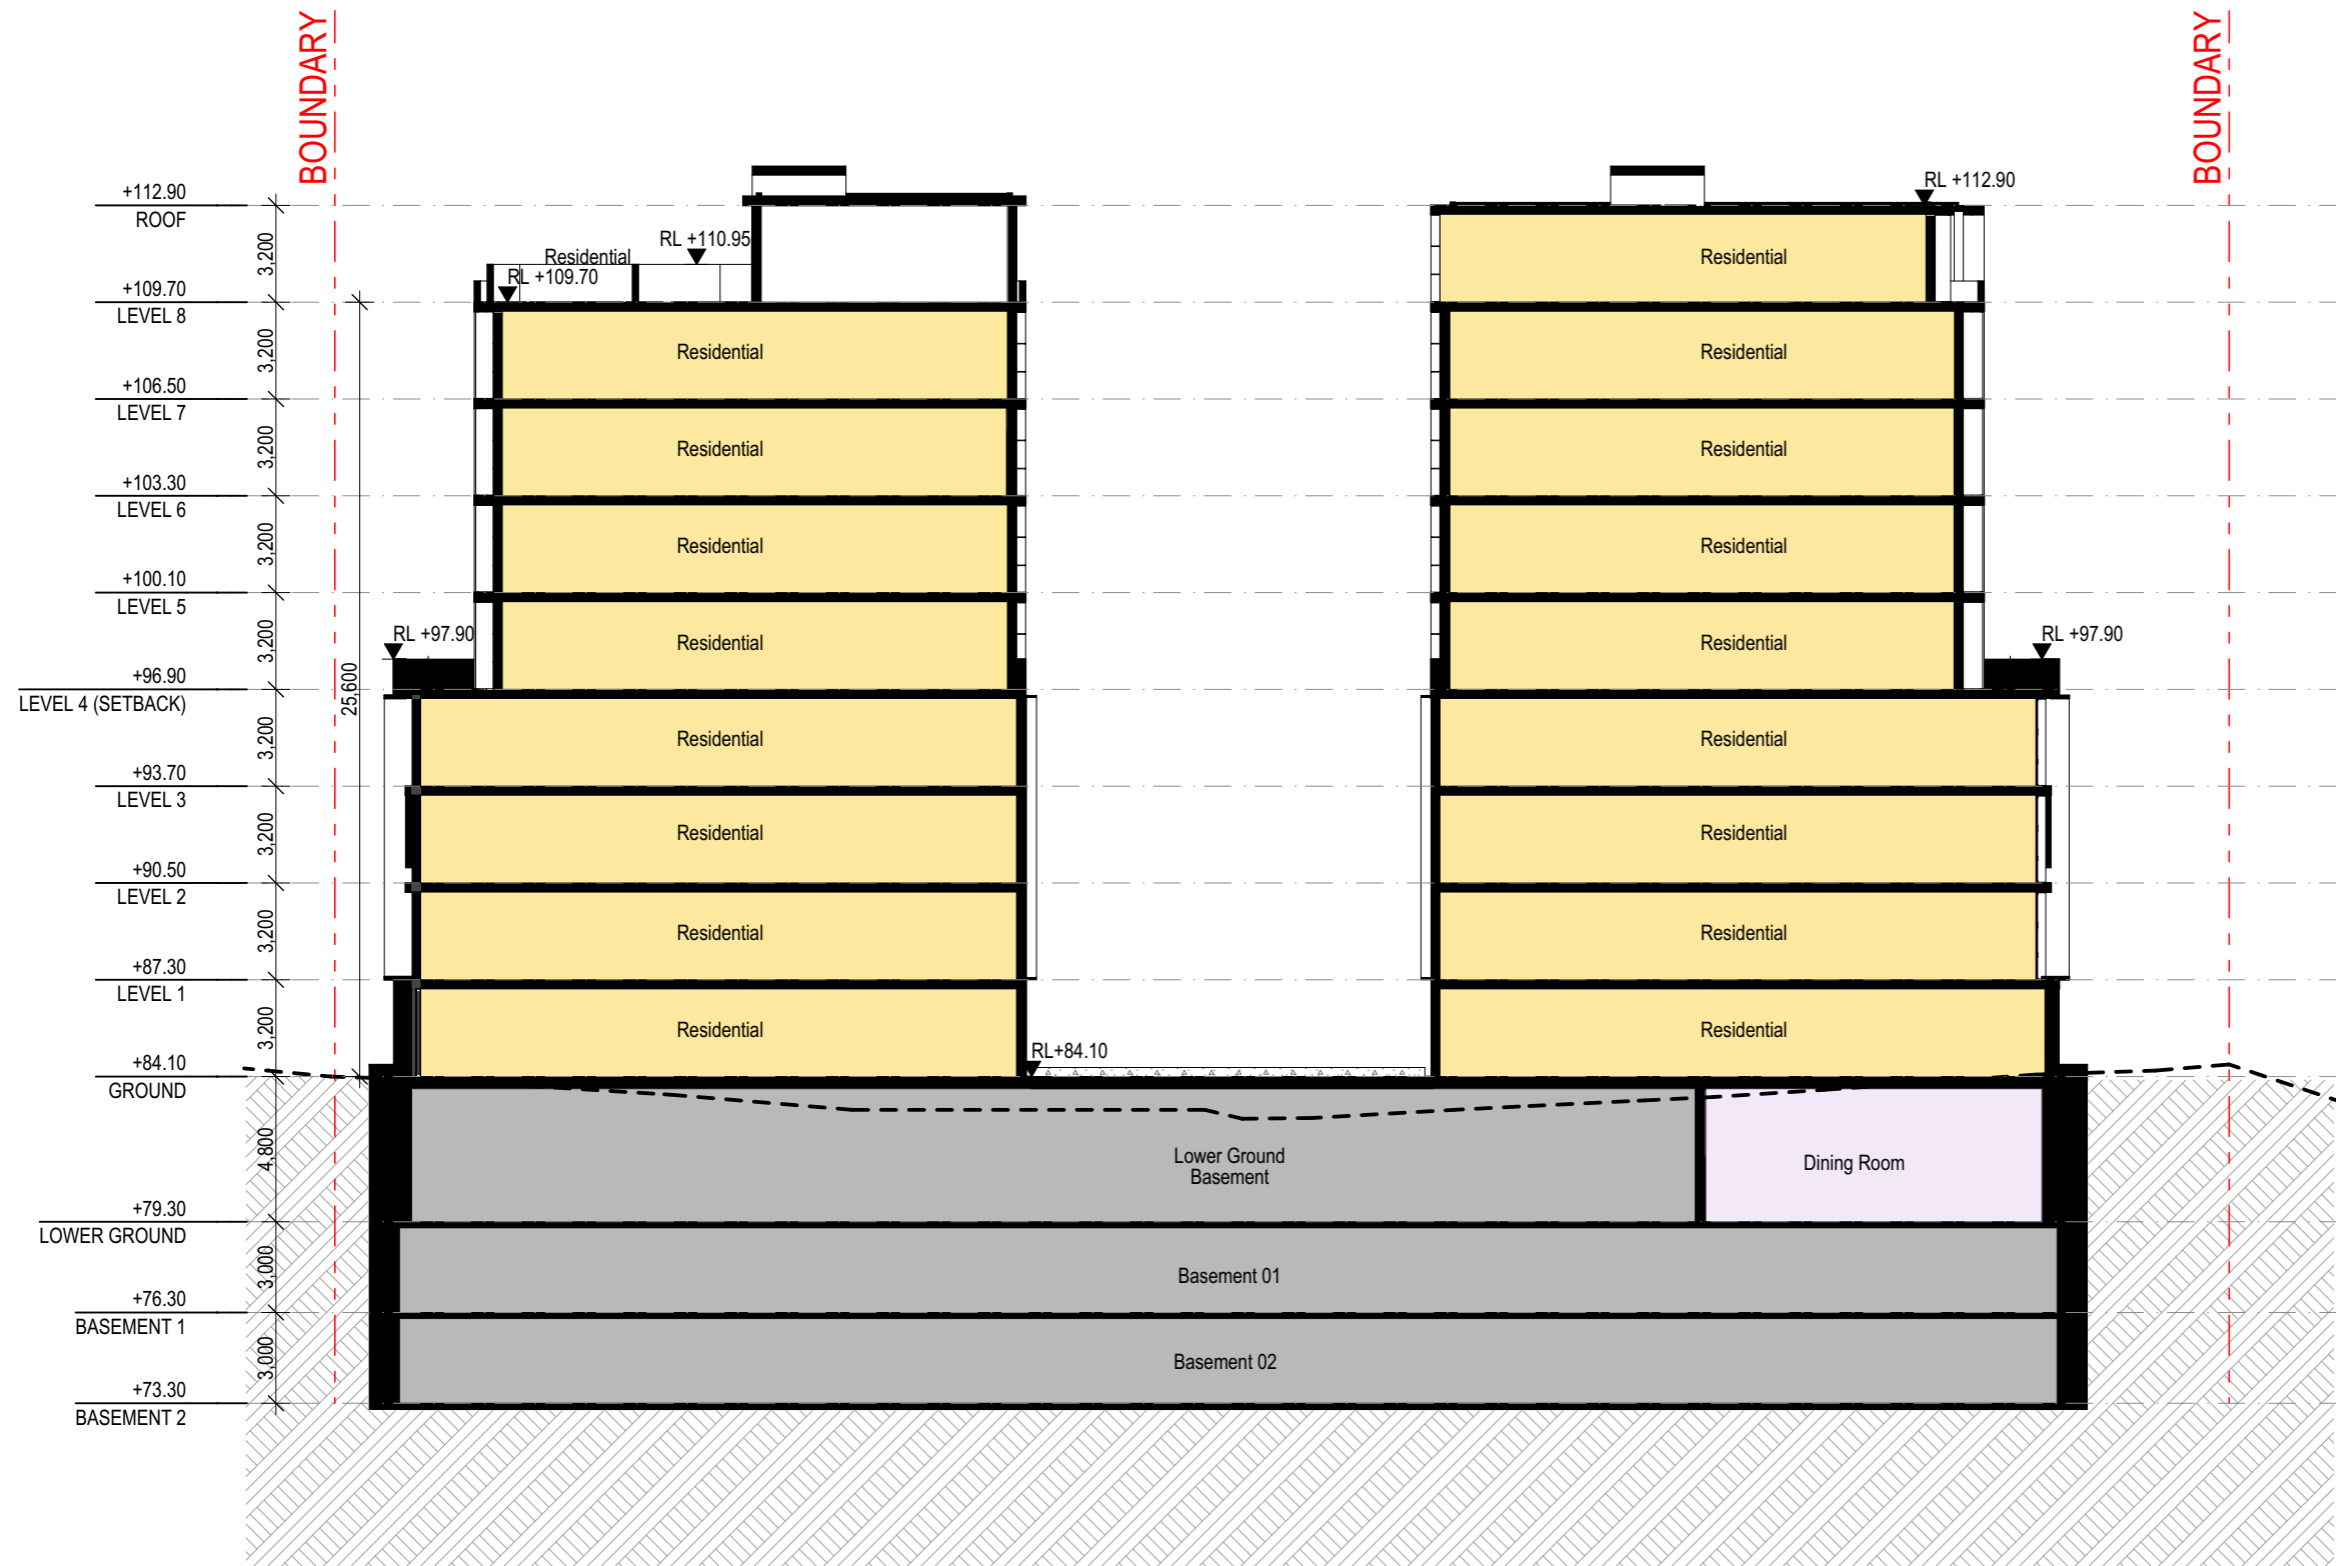 BOUNDARY
BOUNDARY
+112.90
ROOF
RL +112.90
3,200
Residential
RL +110.95
RL +109.70
Residential
+109.70
LEVEL 8
3,200
Residential
Residential
+106.50
LEVEL 7
3,200
Residential
Residential
+103.30
LEVEL 6
3,200
Residential
Residential
+100.10
LEVEL 5
3,200
RL +97.90
Residential
Residential
RL +97.90
+96.90
LEVEL 4 (SETBACK)
25,600
3,200
Residential
Residential
+93.70
LEVEL 3
3,200
Residential
Residential
+90.50
LEVEL 2
3,200
Residential
Residential
+87.30
LEVEL 1
3,200
Residential
Residential
RL+84.10
+84.10
GROUND
4,800
Lower Ground
Basement
Dining Room
+79.30
LOWER GROUND
3,000
Basement 01
+76.30
BASEMENT 1
3,000
Basement 02
+73.30
BASEMENT 2